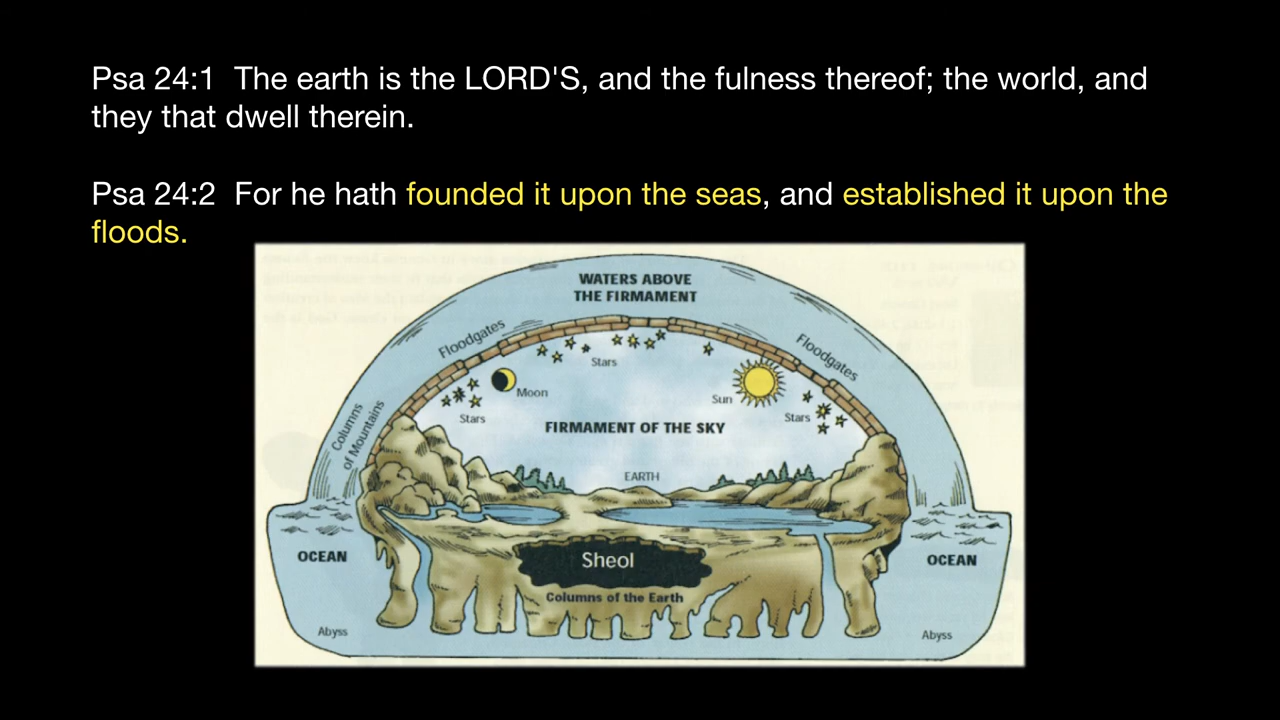 Psa 24:1  The earth is the LORD'S, and the fulness thereof; the world, and
they that dwell therein.
Psa 24:2  For he hath founded it upon the seas, and established it upon the
floods.
WATERS ABOVE
THE FIRMAMENT
Floodgates
Floodgates
Stars
Moon
Sun
Stars
Stars
Columns
of Mountains
FIRMAMENT OF THE SKY
EARTH
OCEAN
Sheol
OCEAN
Columns of the Earth
Abyss
Abyss